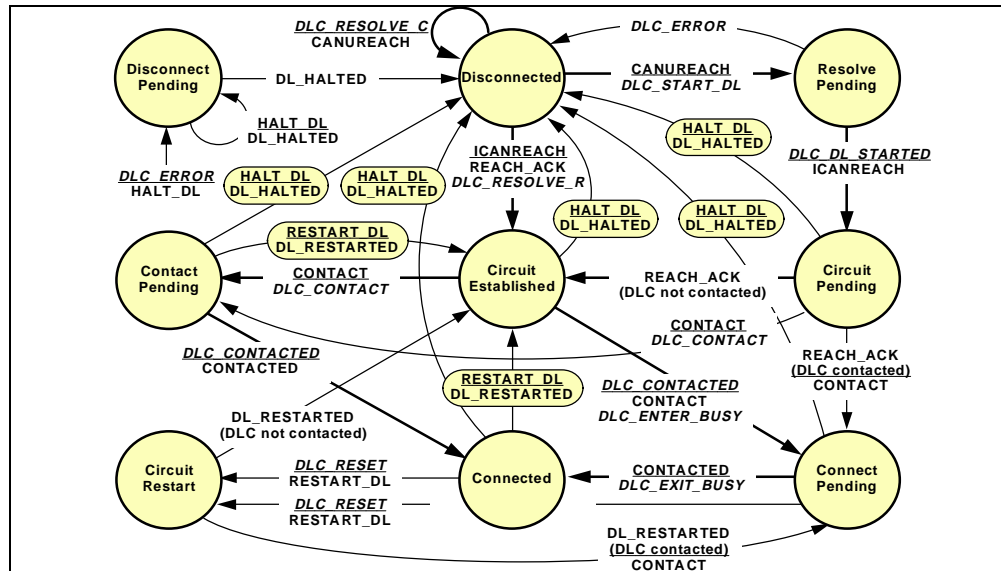 DLC_RESOLVE_C
CANUREACH
DLC_ERROR
Disconnect
Pending
DL_HALTED
Disconnected
CANUREACH
DLC_START_DL
Resolve
Pending
HALT_DL
DL_HALTED
HALT_DL
DL_HALTED
DLC_ERROR
HALT_DL
HALT_DL
DL_HALTED
HALT_DL
DL_HALTED
ICANREACH
REACH_ACK
DLC_RESOLVE_R
DLC_DL_STARTED
ICANREACH
HALT_DL
DL_HALTED
HALT_DL
DL_HALTED
RESTART_DL
DL_RESTARTED
Contact
Pending
CONTACT
DLC_CONTACT
Circuit
Established
REACH_ACK
(DLC not contacted)
Circuit
Pending
CONTACT
DLC_CONTACT
DLC_CONTACTED
CONTACTED
REACH_ACK
(DLC contacted)
CONTACT
RESTART_DL
DL_RESTARTED
DLC_CONTACTED
CONTACT
DLC_ENTER_BUSY
DL_RESTARTED
(DLC not contacted)
Circuit
Restart
DLC_RESET
RESTART_DL
Connected
CONTACTED
DLC_EXIT_BUSY
Connect
Pending
DLC_RESET
RESTART_DL
DL_RESTARTED
(DLC contacted)
CONTACT